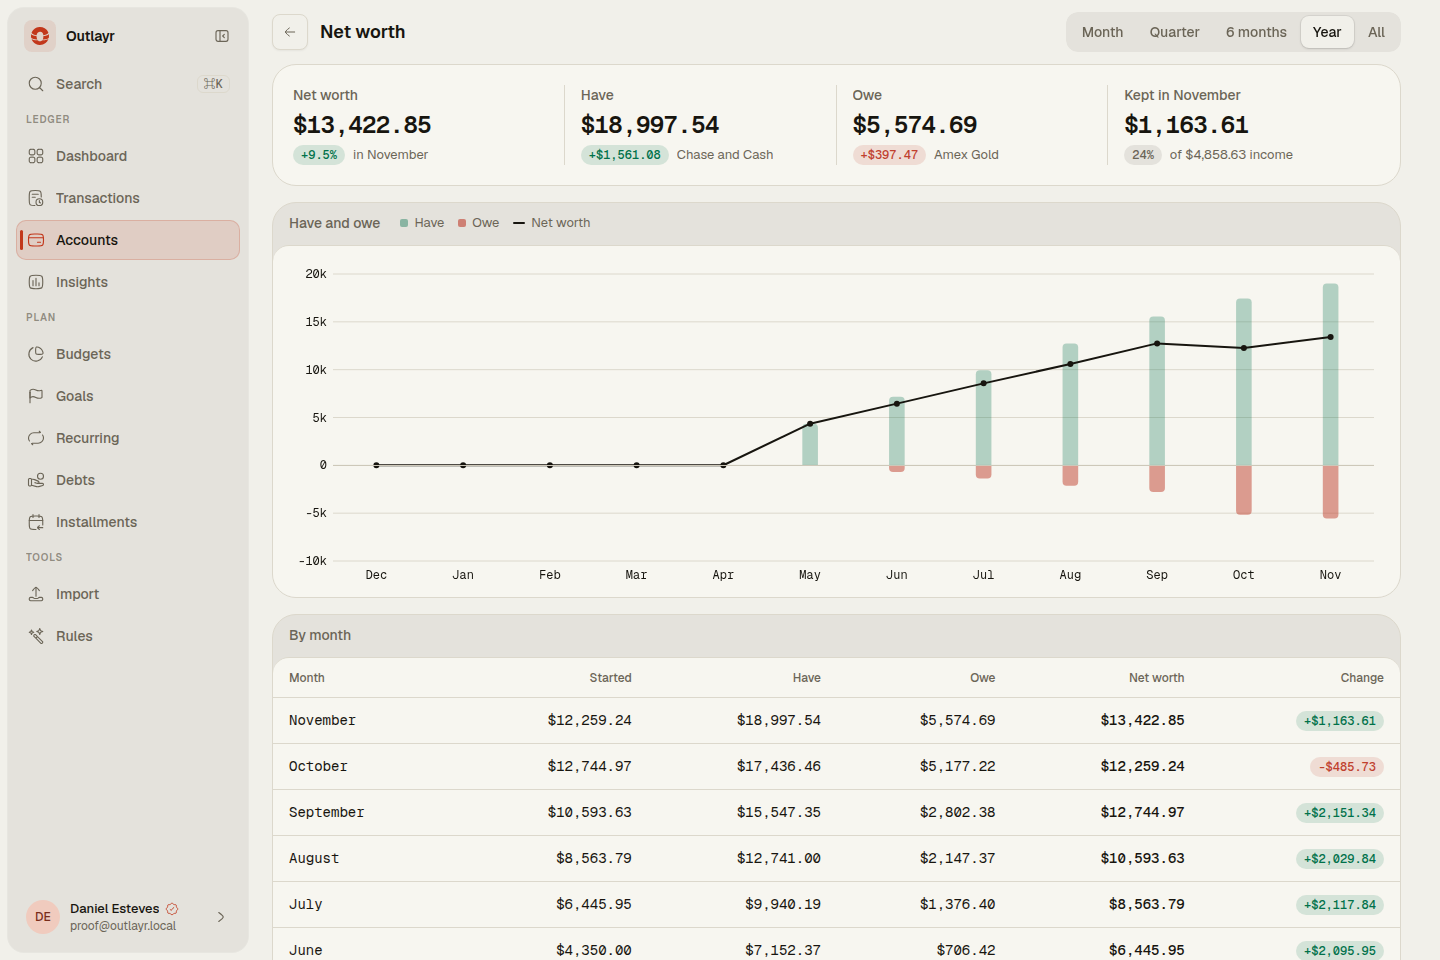 Outlayr
Search ⌘K
LEDGER
Dashboard
Transactions
Accounts
Insights
PLAN
Budgets
Goals
Recurring
Debts
Installments
TOOLS
Import
Rules
DE Daniel Esteves
proof@outlayr.local
Net worth
Month Quarter 6 months Year All
Net worth Have Owe Kept in November
$13,422.85 $18,997.54 $5,574.69 $1,163.61
+9.5% in November +$1,561.08 Chase and Cash +$397.47 Amex Gold 24% of $4,858.63 income
Have and owe Have Owe Net worth
20k
15k
10k
5k
0
-5k
-10k
Dec Jan Feb Mar Apr May Jun Jul Aug Sep Oct Nov
By month
Month Started Have Owe Net worth Change
November $12,259.24 $18,997.54 $5,574.69 $13,422.85 +$1,163.61
October $12,744.97 $17,436.46 $5,177.22 $12,259.24 -$485.73
September $10,593.63 $15,547.35 $2,802.38 $12,744.97 +$2,151.34
August $8,563.79 $12,741.00 $2,147.37 $10,593.63 +$2,029.84
July $6,445.95 $9,940.19 $1,376.40 $8,563.79 +$2,117.84
June $4,350.00 $7,152.37 $706.42 $6,445.95 +$2,095.95